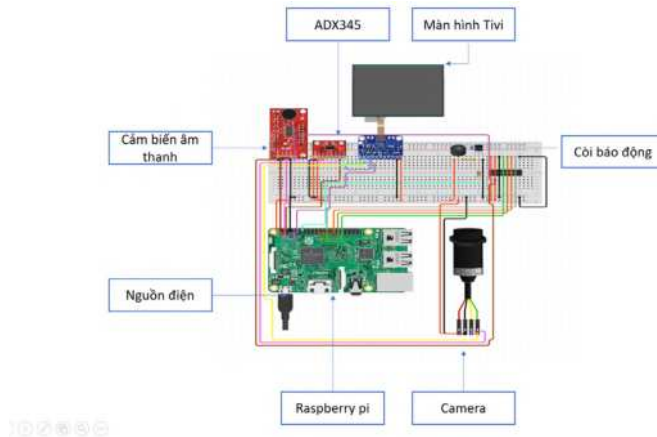 ADX345
Màn hình Tivi
Cảm biến âm
thanh
Còi báo động
Nguồn điện
Raspberry pi
Camera